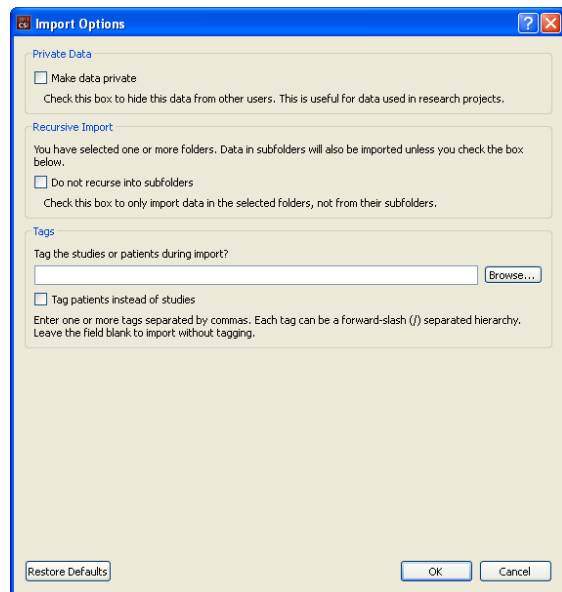 Import Options
Private Data
Make data private
Check this box to hide this data from other users. This is useful for data used in research projects.
Recursive Import
You have selected one or more folders. Data in subfolders will also be imported unless you check the box
below.
Do not recurse into subfolders
Check this box to only import data in the selected folders, not from their subfolders.
Tags
Tag the studies or patients during import?
Browse...
Tag patients instead of studies
Enter one or more tags separated by commas. Each tag can be a forward-slash (/) separated hierarchy.
Leave the field blank to import without tagging.
Restore Defaults
OK
Cancel